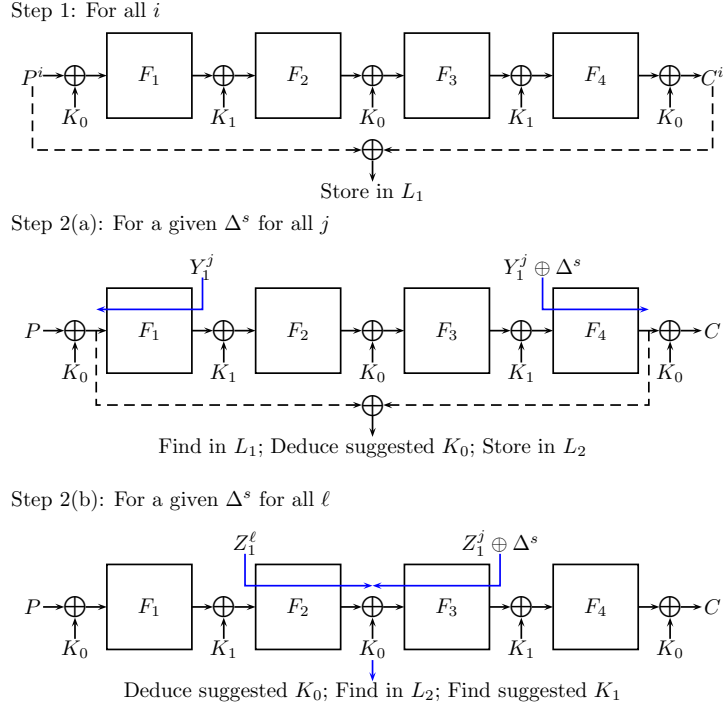 Step 1: For all i
P^i F_1 F_2 F_3 F_4 C^i
K_0 K_1 K_0 K_1 K_0
Store in L_1
Step 2(a): For a given Δ^s for all j
Y_1^j Y_1^j ⊕ Δ^s
P F_1 F_2 F_3 F_4 C
K_0 K_1 K_0 K_1 K_0
Find in L_1; Deduce suggested K_0; Store in L_2
Step 2(b): For a given Δ^s for all ℓ
Z_1^ℓ Z_1^j ⊕ Δ^s
P F_1 F_2 F_3 F_4 C
K_0 K_1 K_0 K_1 K_0
Deduce suggested K_0; Find in L_2; Find suggested K_1